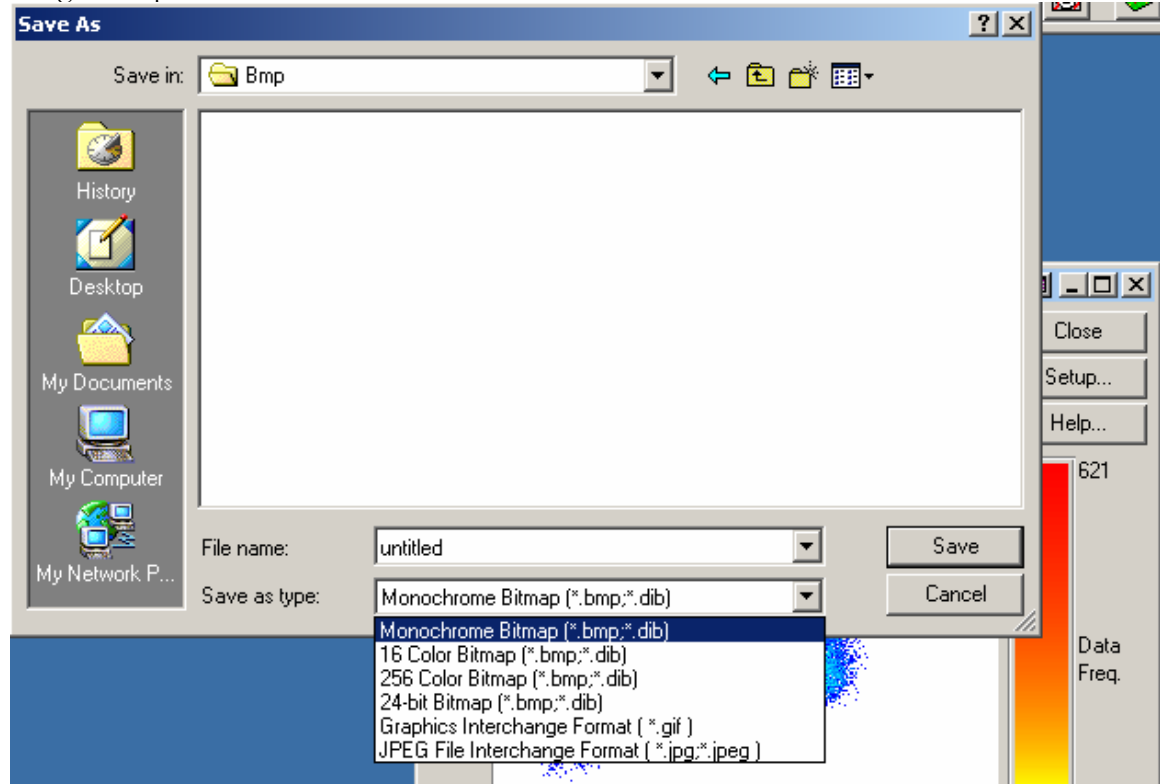 Save As
Save in:
Bmp
History
Desktop
My Documents
My Computer
My Network P...
File name:
untitled
Save
Save as type:
Monochrome Bitmap (*.bmp;*.dib)
Cancel
Monochrome Bitmap (*.bmp;*.dib)
16 Color Bitmap (*.bmp;*.dib)
256 Color Bitmap (*.bmp;*.dib)
24-bit Bitmap (*.bmp;*.dib)
Graphics Interchange Format ( *.gif )
JPEG File Interchange Format ( *.jpg;*.jpeg )
Close
Setup...
Help...
621
Data
Freq.